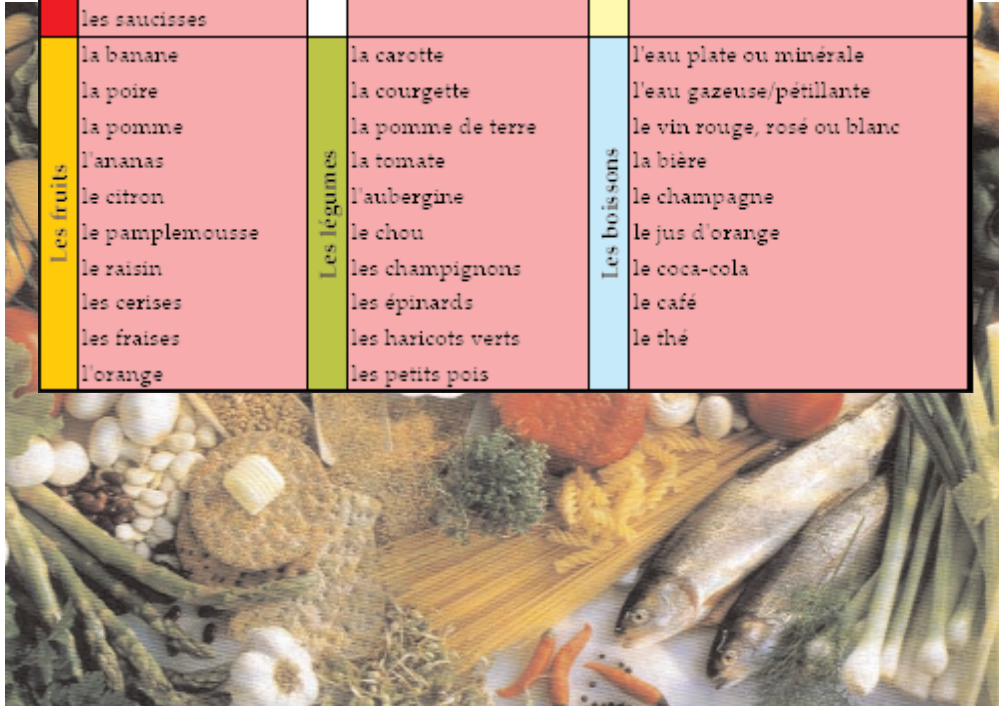 les saucisses
Les fruits
la banane
la poire
la pomme
l'ananas
le citron
le pamplemousse
le raisin
les cerises
les fraises
l'orange
Les légumes
la carotte
la courgette
la pomme de terre
la tomate
l'aubergine
le chou
les champignons
les épinards
les haricots verts
les petits pois
Les boissons
l'eau plate ou minérale
l'eau gazeuse/pétillante
le vin rouge, rosé ou blanc
la bière
le champagne
le jus d'orange
le coca-cola
le café
le thé